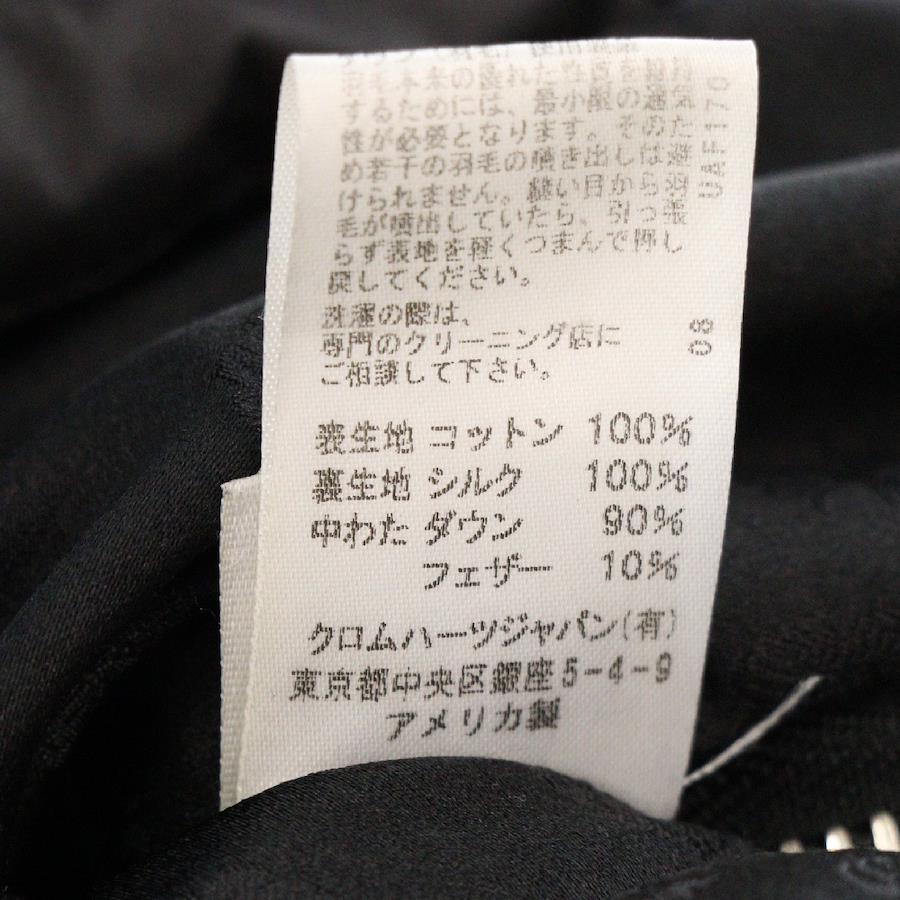 羽毛本来の優れた性質を維持
するためには、最小限の通気
性が必要となります。そのた
め若干の羽毛の噴き出しは避
けられません。縫い目から羽
毛が噴出していたら、引っ張
らず表地を軽くつまんで押し
戻してください。
洗濯の際は、
専門のクリーニング店に
ご相談して下さい。
表生地 コットン 100%
裏生地 シルク 100%
中わた ダウン 90%
フェザー 10%
クロムハーツジャパン(有)
東京都中央区銀座5-4-9
アメリカ製
UAF170
08